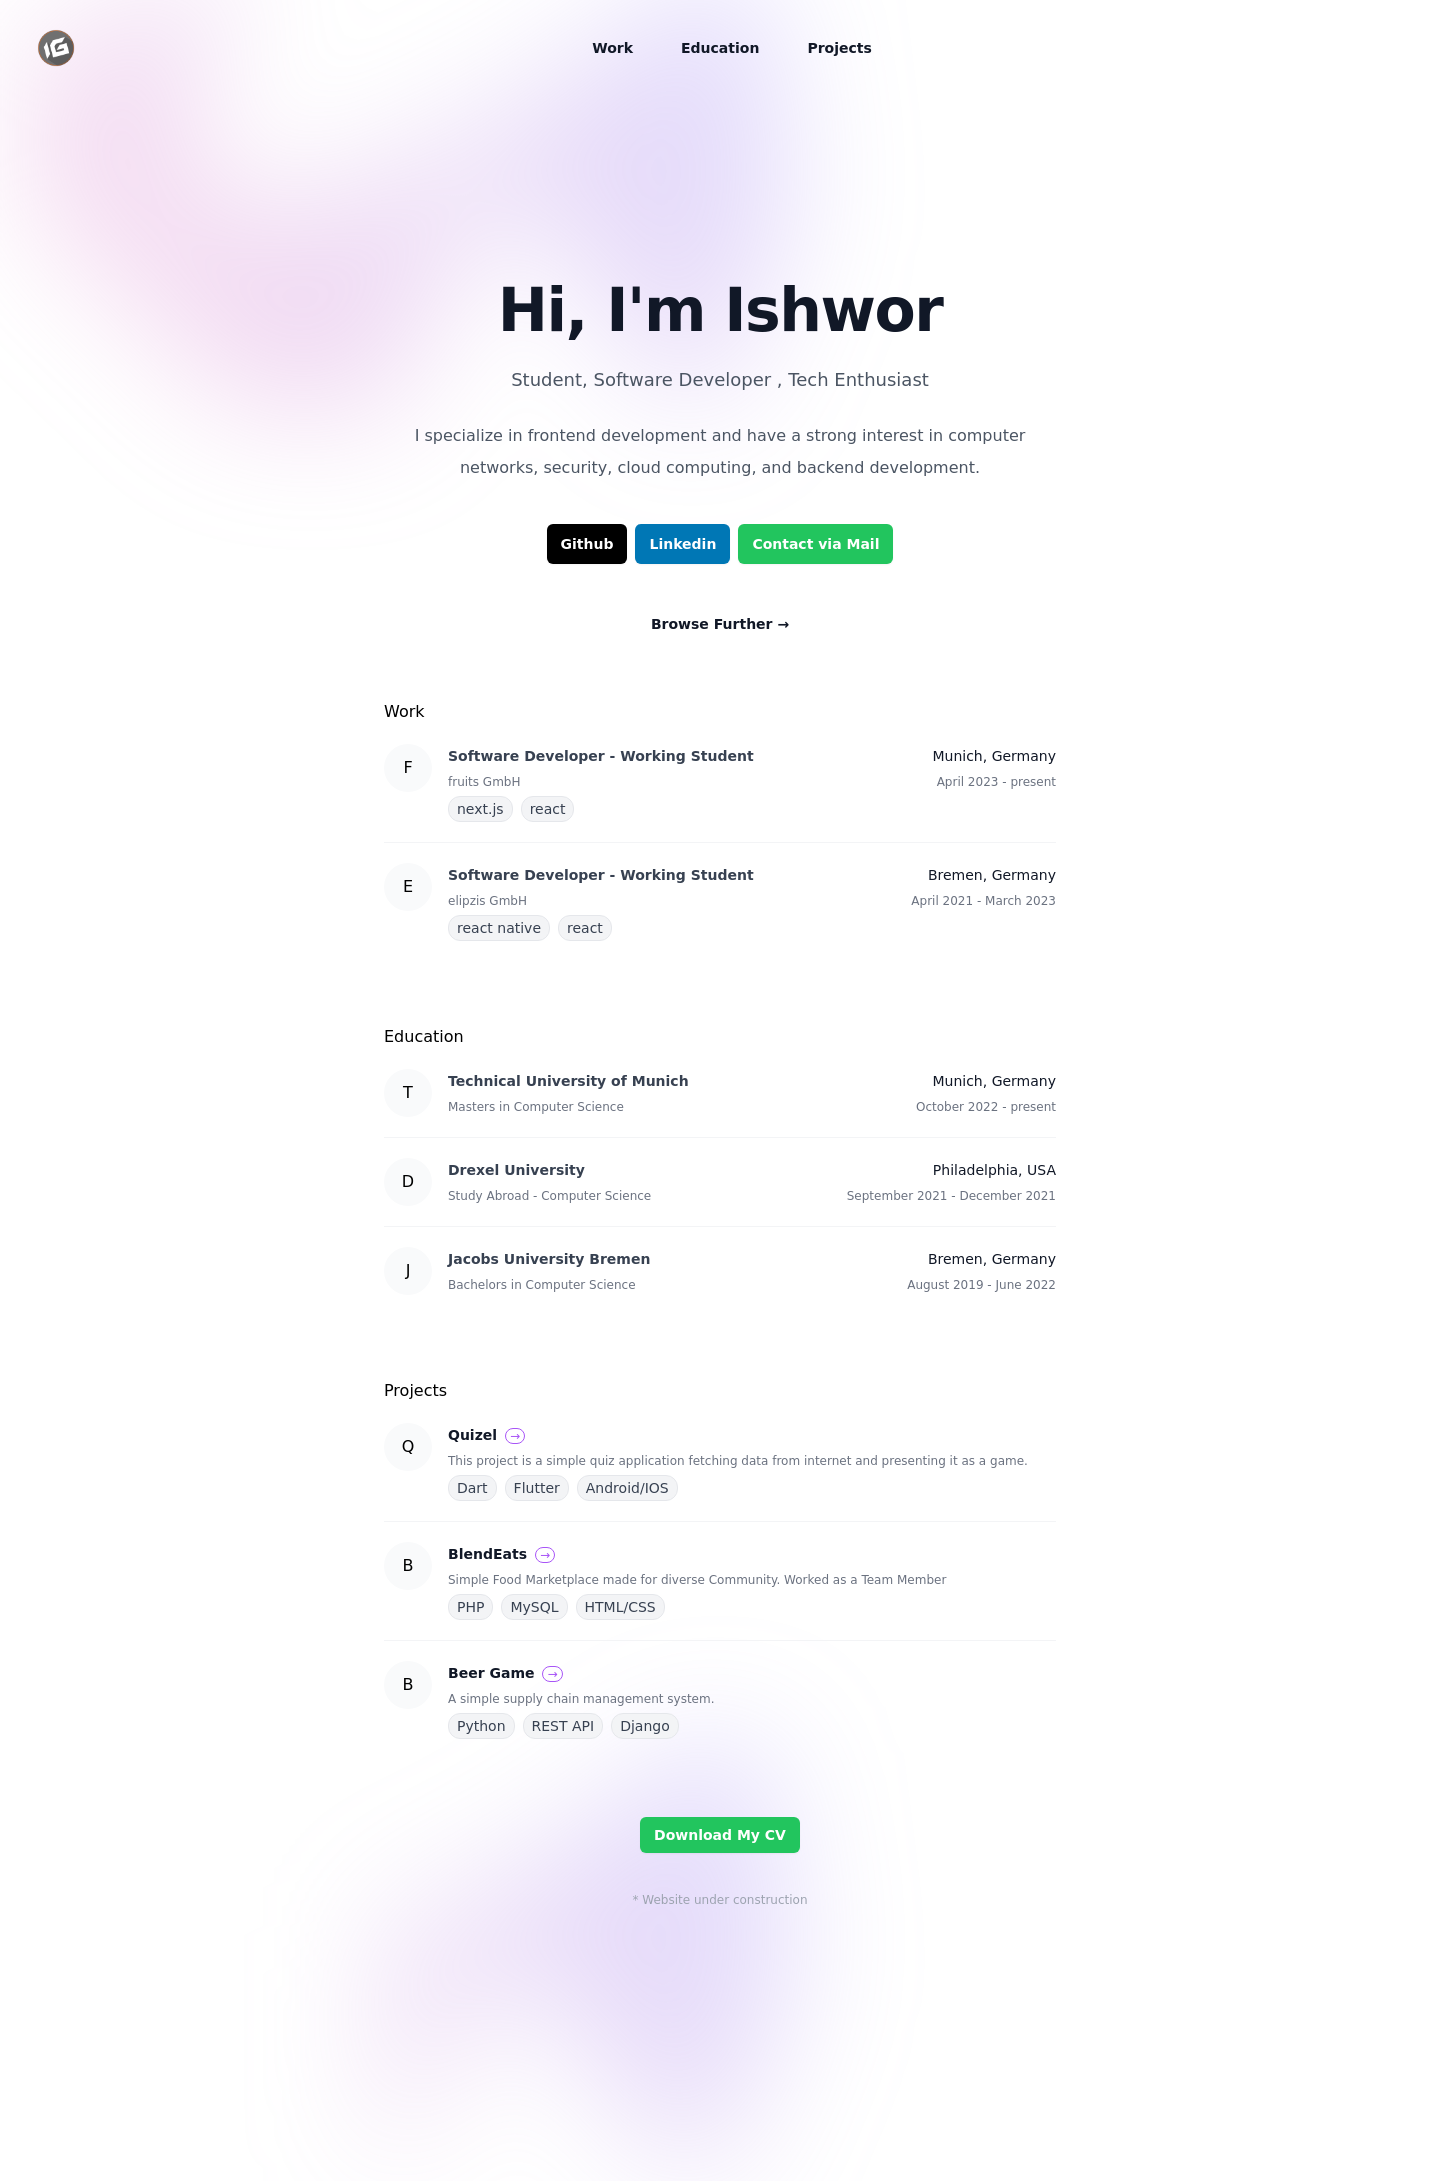 IG
Work Education Projects
Hi, I'm Ishwor
Student, Software Developer , Tech Enthusiast
I specialize in frontend development and have a strong interest in computer
networks, security, cloud computing, and backend development.
Github Linkedin Contact via Mail
Browse Further →
Work
F
Software Developer - Working Student Munich, Germany
fruits GmbH April 2023 - present
next.js react
E
Software Developer - Working Student Bremen, Germany
elipzis GmbH April 2021 - March 2023
react native react
Education
T
Technical University of Munich Munich, Germany
Masters in Computer Science October 2022 - present
D
Drexel University Philadelphia, USA
Study Abroad - Computer Science September 2021 - December 2021
J
Jacobs University Bremen Bremen, Germany
Bachelors in Computer Science August 2019 - June 2022
Projects
Q
Quizel →
This project is a simple quiz application fetching data from internet and presenting it as a game.
Dart Flutter Android/IOS
B
BlendEats →
Simple Food Marketplace made for diverse Community. Worked as a Team Member
PHP MySQL HTML/CSS
B
Beer Game →
A simple supply chain management system.
Python REST API Django
Download My CV
* Website under construction